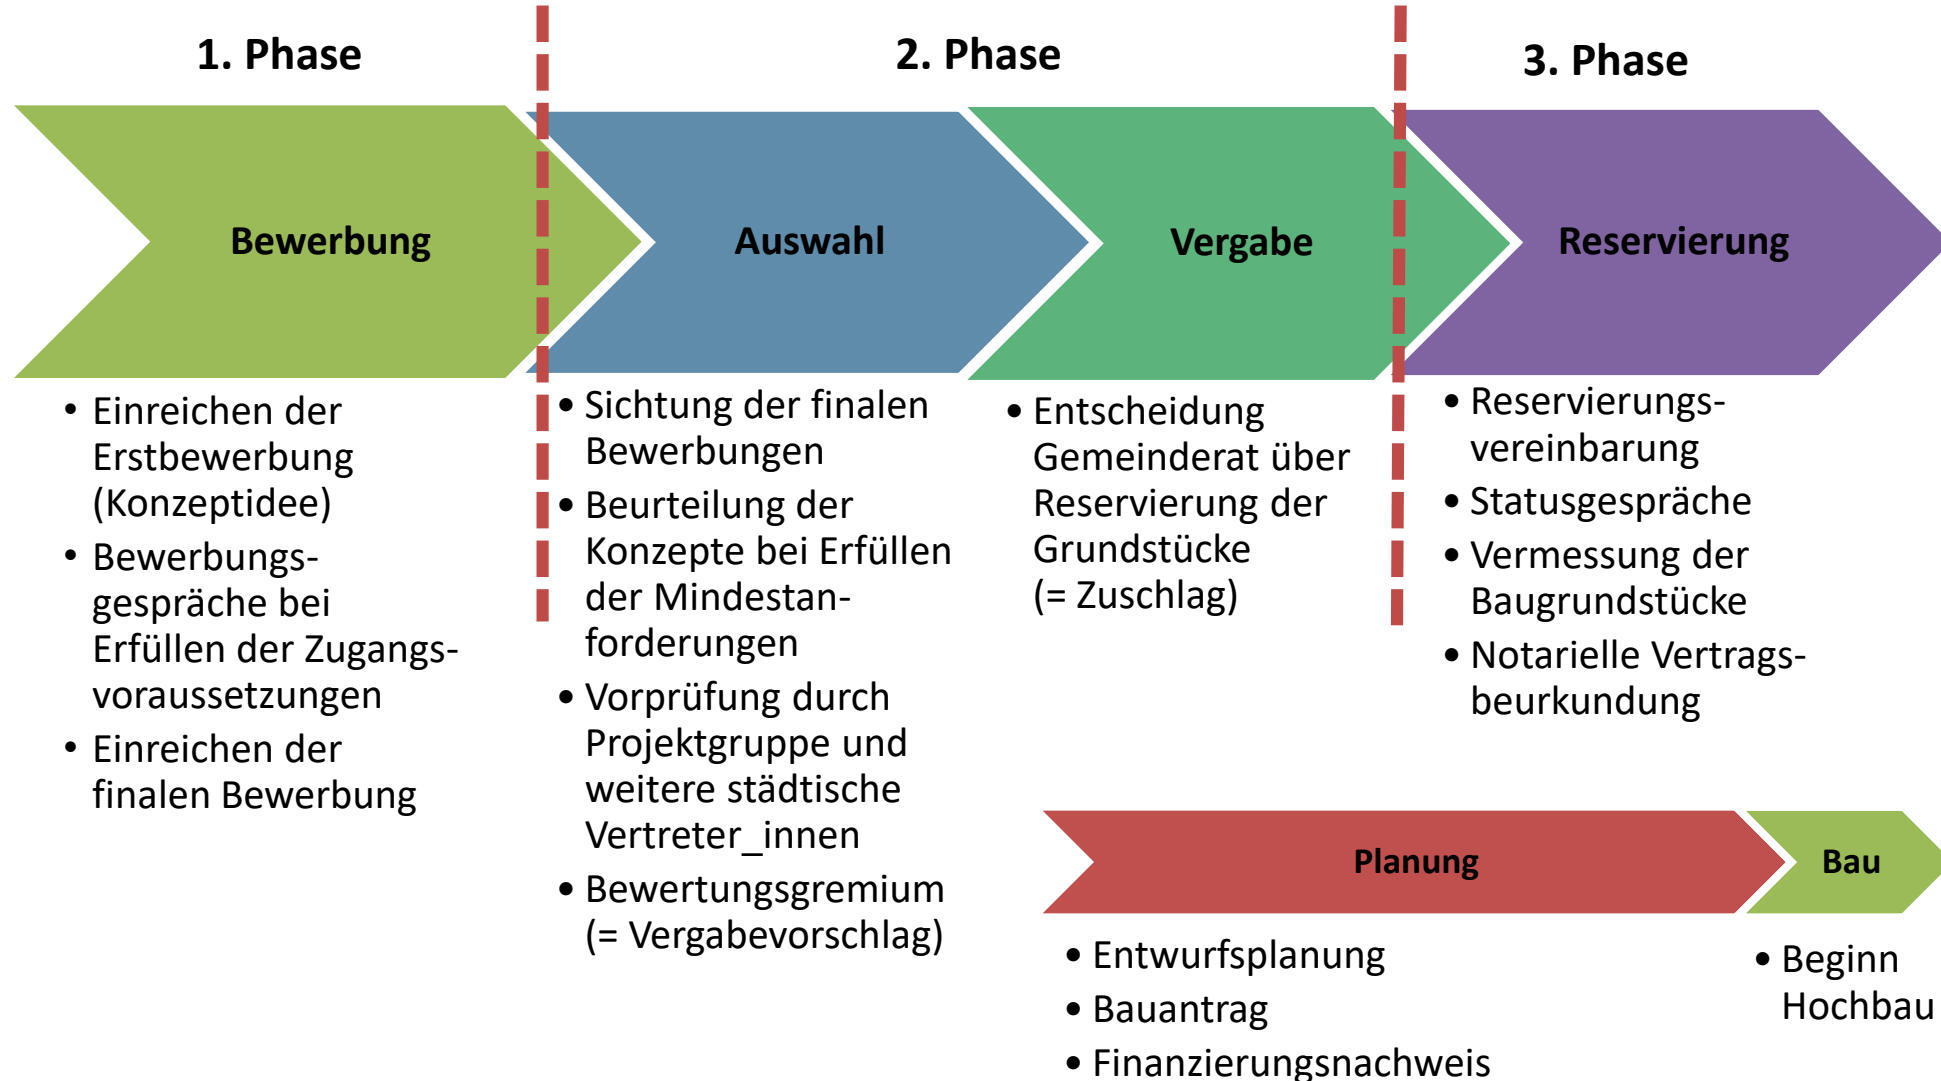 1. Phase
2. Phase
3. Phase
Bewerbung
Auswahl
Vergabe
Reservierung
• Einreichen der
Erstbewerbung
(Konzeptidee)
• Bewerbungs-
gespräche bei
Erfüllen der Zugangs-
voraussetzungen
• Einreichen der
finalen Bewerbung
• Sichtung der finalen
Bewerbungen
• Beurteilung der
Konzepte bei Erfüllen
der Mindestan-
forderungen
• Vorprüfung durch
Projektgruppe und
weitere städtische
Vertreter_innen
• Bewertungsgremium
(= Vergabevorschlag)
• Entscheidung
Gemeinderat über
Reservierung der
Grundstücke
(= Zuschlag)
• Reservierungs-
vereinbarung
• Statusgespräche
• Vermessung der
Baugrundstücke
• Notarielle Vertrags-
beurkundung
Planung
Bau
• Entwurfsplanung
• Bauantrag
• Finanzierungsnachweis
• Beginn
Hochbau